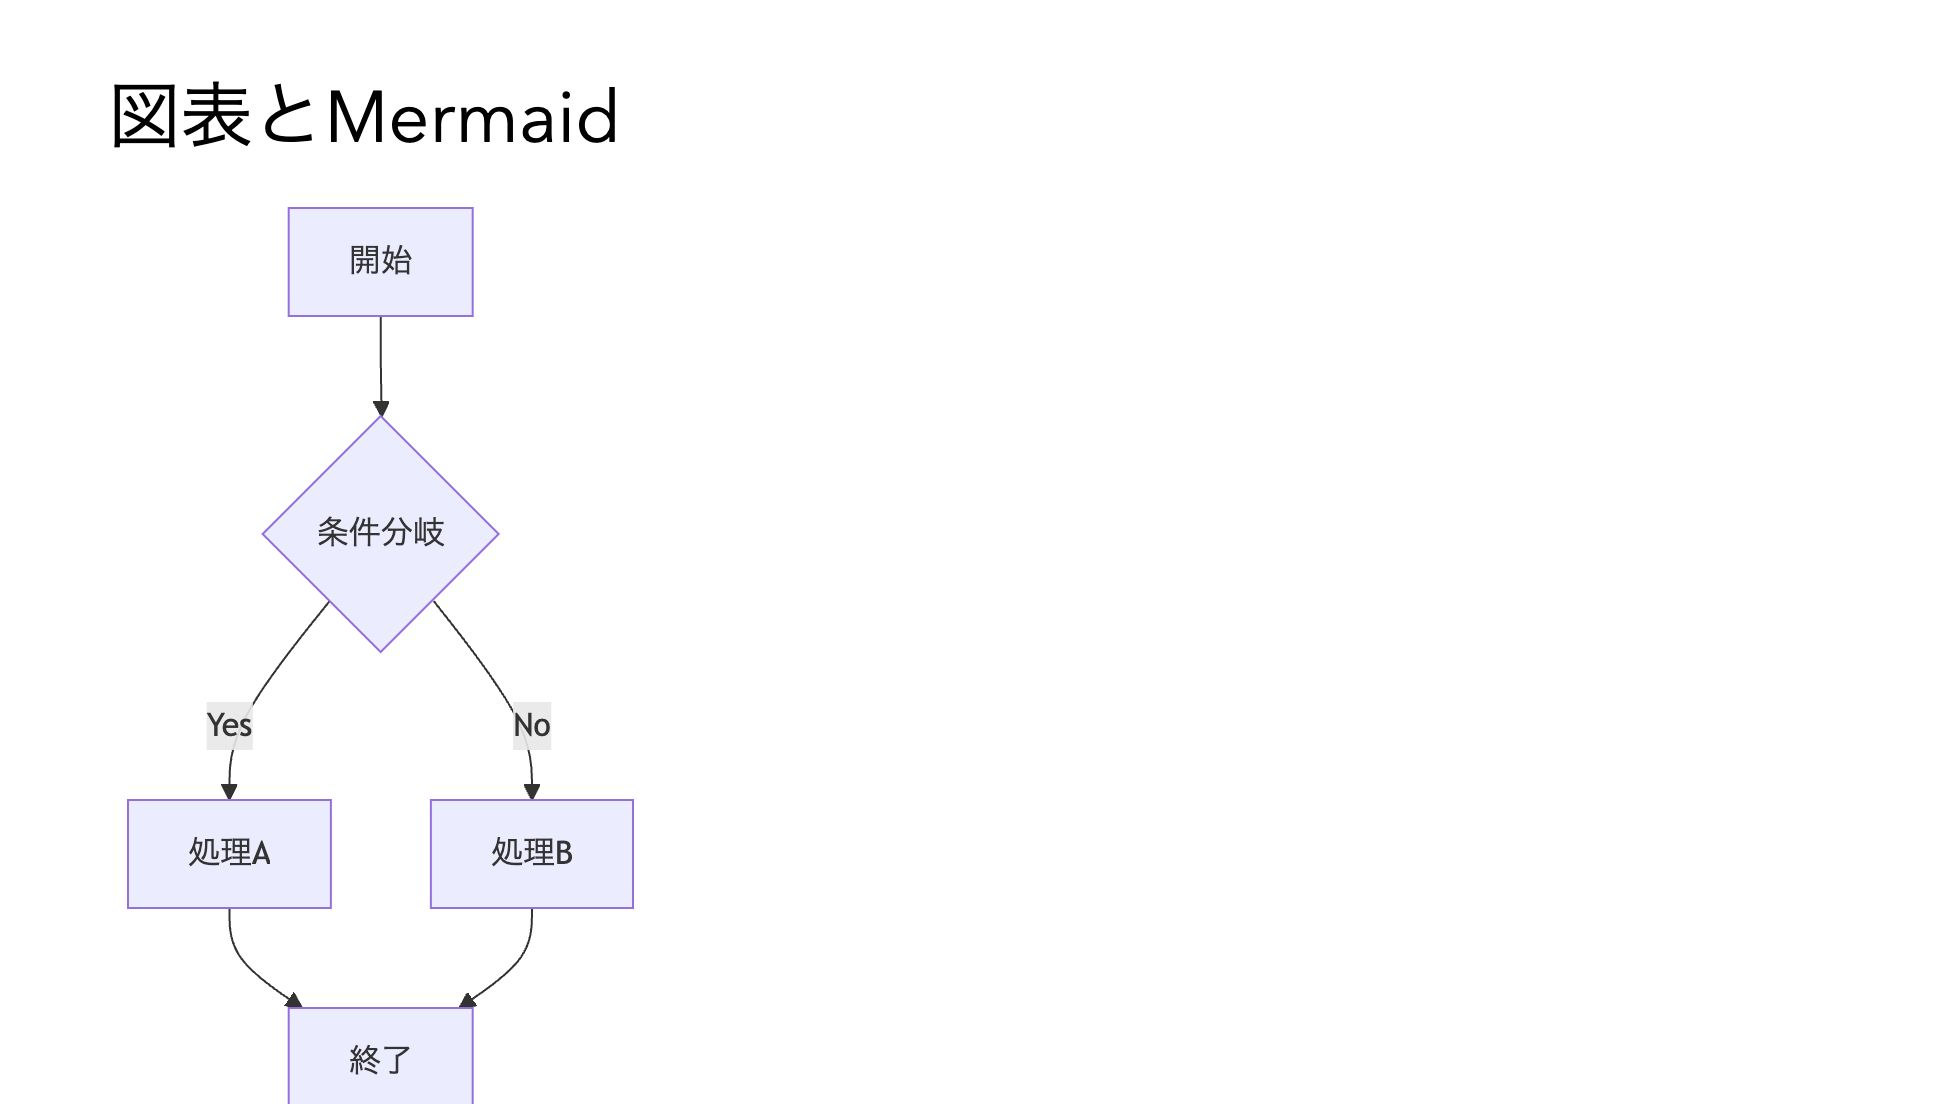 図表とMermaid
開始
条件分岐
Yes
No
処理A
処理B
終了